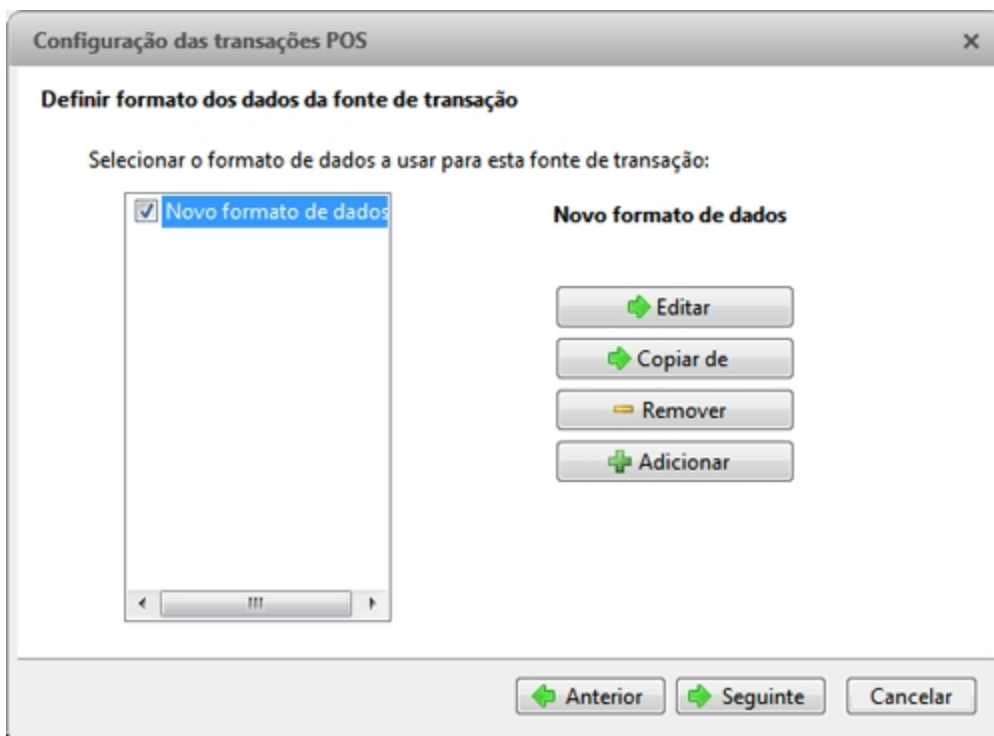 Configuração das transações POS
Definir formato dos dados da fonte de transação
Selecionar o formato de dados a usar para esta fonte de transação:
Novo formato de dados
Novo formato de dados
Editar
Copiar de
Remover
Adicionar
Anterior
Seguinte
Cancelar